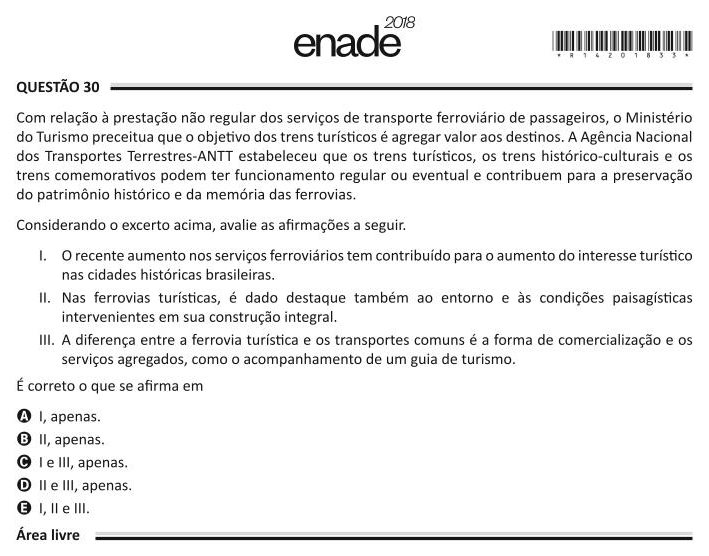 enade 2018
*R14201833*
QUESTÃO 30
Com relação à prestação não regular dos serviços de transporte ferroviário de passageiros, o Ministério
do Turismo preceitua que o objetivo dos trens turísticos é agregar valor aos destinos. A Agência Nacional
dos Transportes Terrestres-ANTT estabeleceu que os trens turísticos, os trens histórico-culturais e os
trens comemorativos podem ter funcionamento regular ou eventual e contribuem para a preservação
do patrimônio histórico e da memória das ferrovias.
Considerando o excerto acima, avalie as afirmações a seguir.
I. O recente aumento nos serviços ferroviários tem contribuído para o aumento do interesse turístico
nas cidades históricas brasileiras.
II. Nas ferrovias turísticas, é dado destaque também ao entorno e às condições paisagísticas
intervenientes em sua construção integral.
III. A diferença entre a ferrovia turística e os transportes comuns é a forma de comercialização e os
serviços agregados, como o acompanhamento de um guia de turismo.
É correto o que se afirma em
A I, apenas.
B II, apenas.
C I e III, apenas.
D II e III, apenas.
E I, II e III.
Área livre